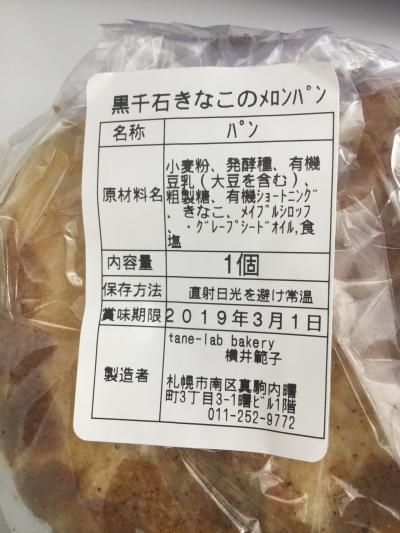 黒千石きなこのﾒﾛﾝﾊﾟﾝ
名称 ﾊﾟﾝ
原材料名 小麦粉、発酵種、有機
豆乳(大豆を含む)、
粗製糖、有機ｼｮｰﾄﾆﾝｸﾞ
、きなこ、ﾒｲﾌﾟﾙｼﾛｯﾌﾟ
、・ｸﾞﾚｰﾌﾟｼｰﾄﾞｵｲﾙ,食
塩
内容量 1個
保存方法 直射日光を避け常温
賞味期限 2019年3月1日
製造者 tane-lab bakery
横井範子
札幌市南区真駒内曙
町3丁目3-1曙ﾋﾞﾙ1階
011-252-9772